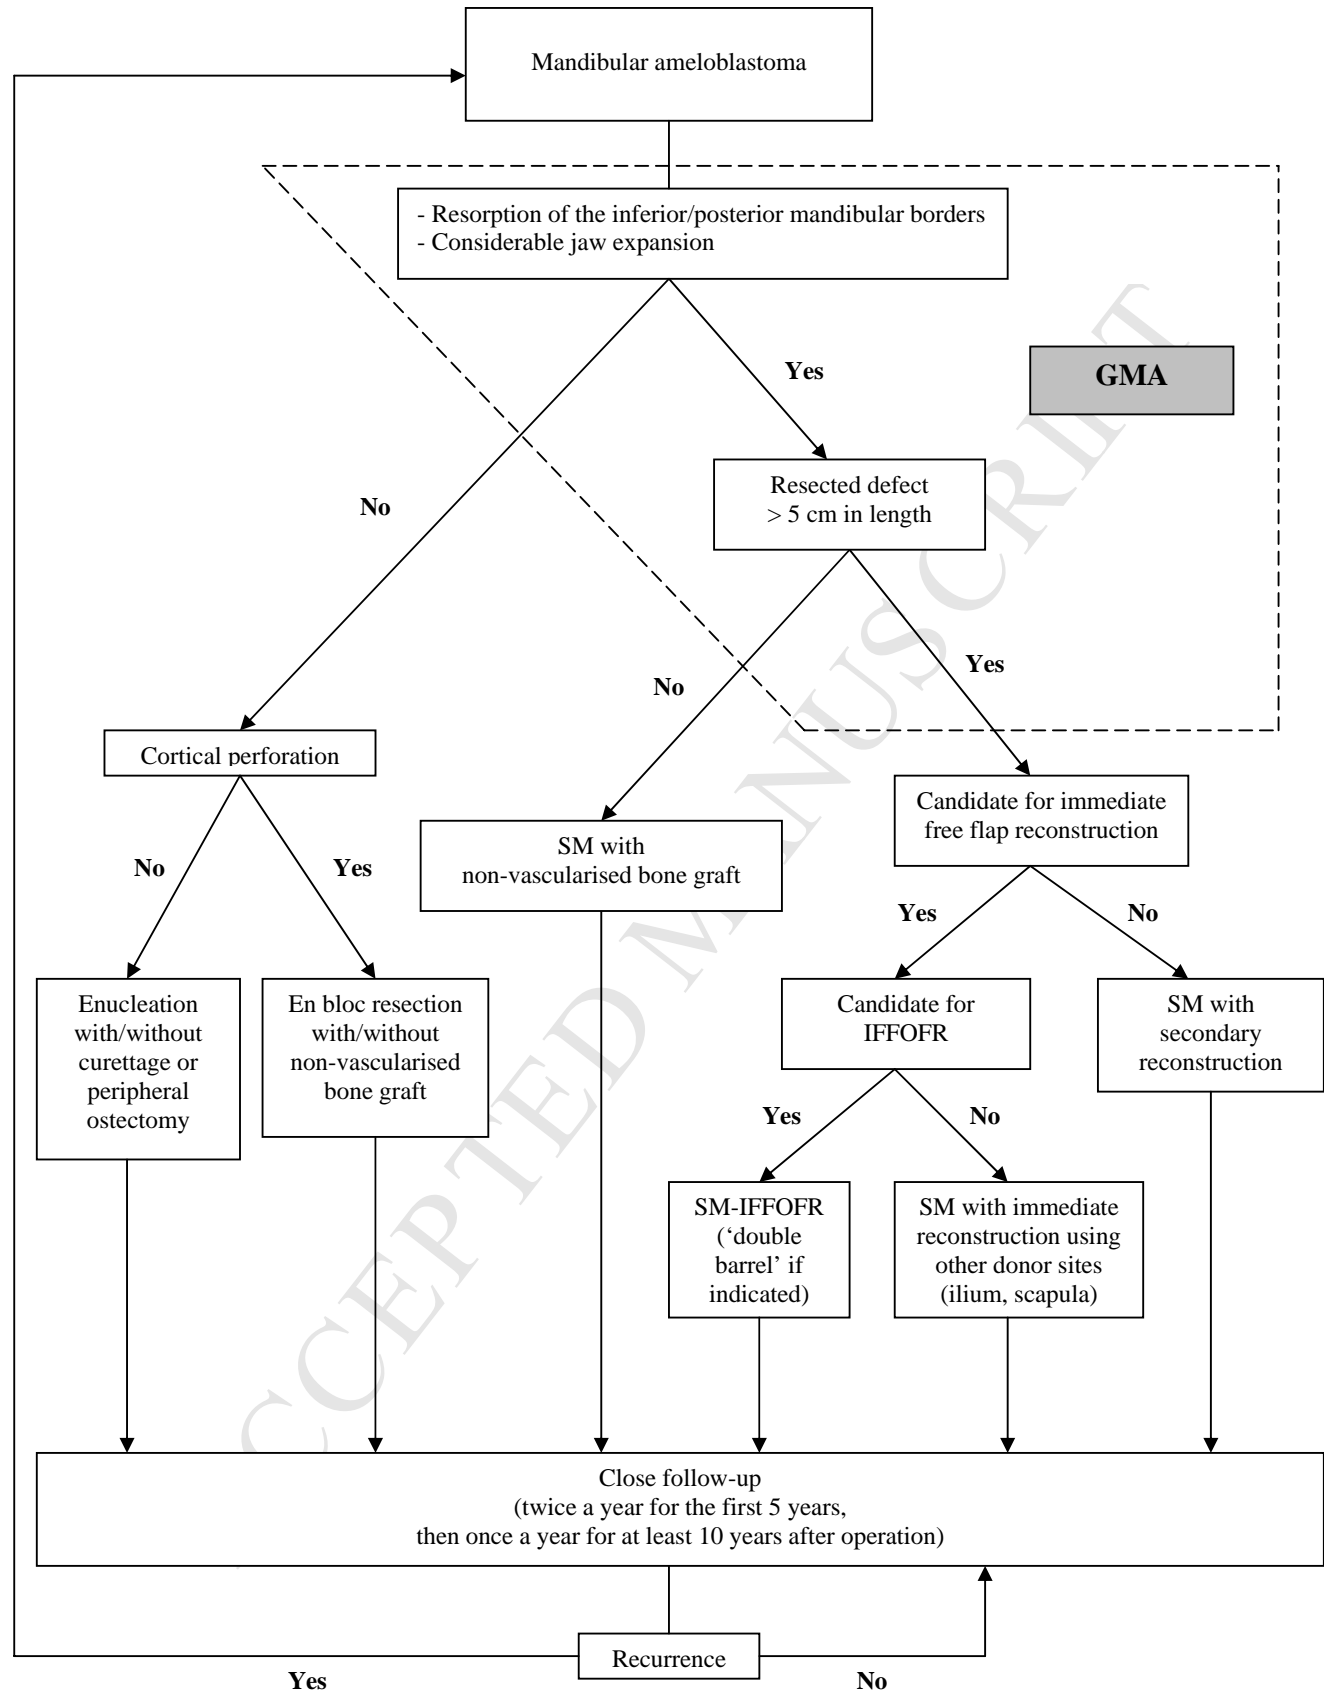 Mandibular ameloblastoma
- Resorption of the inferior/posterior mandibular borders
- Considerable jaw expansion
GMA
Yes
No
Resected defect
> 5 cm in length
No
Yes
Cortical perforation
Candidate for immediate
free flap reconstruction
SM with
non-vascularised bone graft
No
Yes
Yes
No
Enucleation
with/without
curettage or
peripheral
ostectomy
En bloc resection
with/without
non-vascularised
bone graft
Candidate for
IFFOFR
SM with
secondary
reconstruction
Yes
No
SM-IFFOFR
(‘double
barrel’ if
indicated)
SM with immediate
reconstruction using
other donor sites
(ilium, scapula)
Close follow-up
(twice a year for the first 5 years,
then once a year for at least 10 years after operation)
Recurrence
Yes
No
CCEPTED MANUSCRIPT